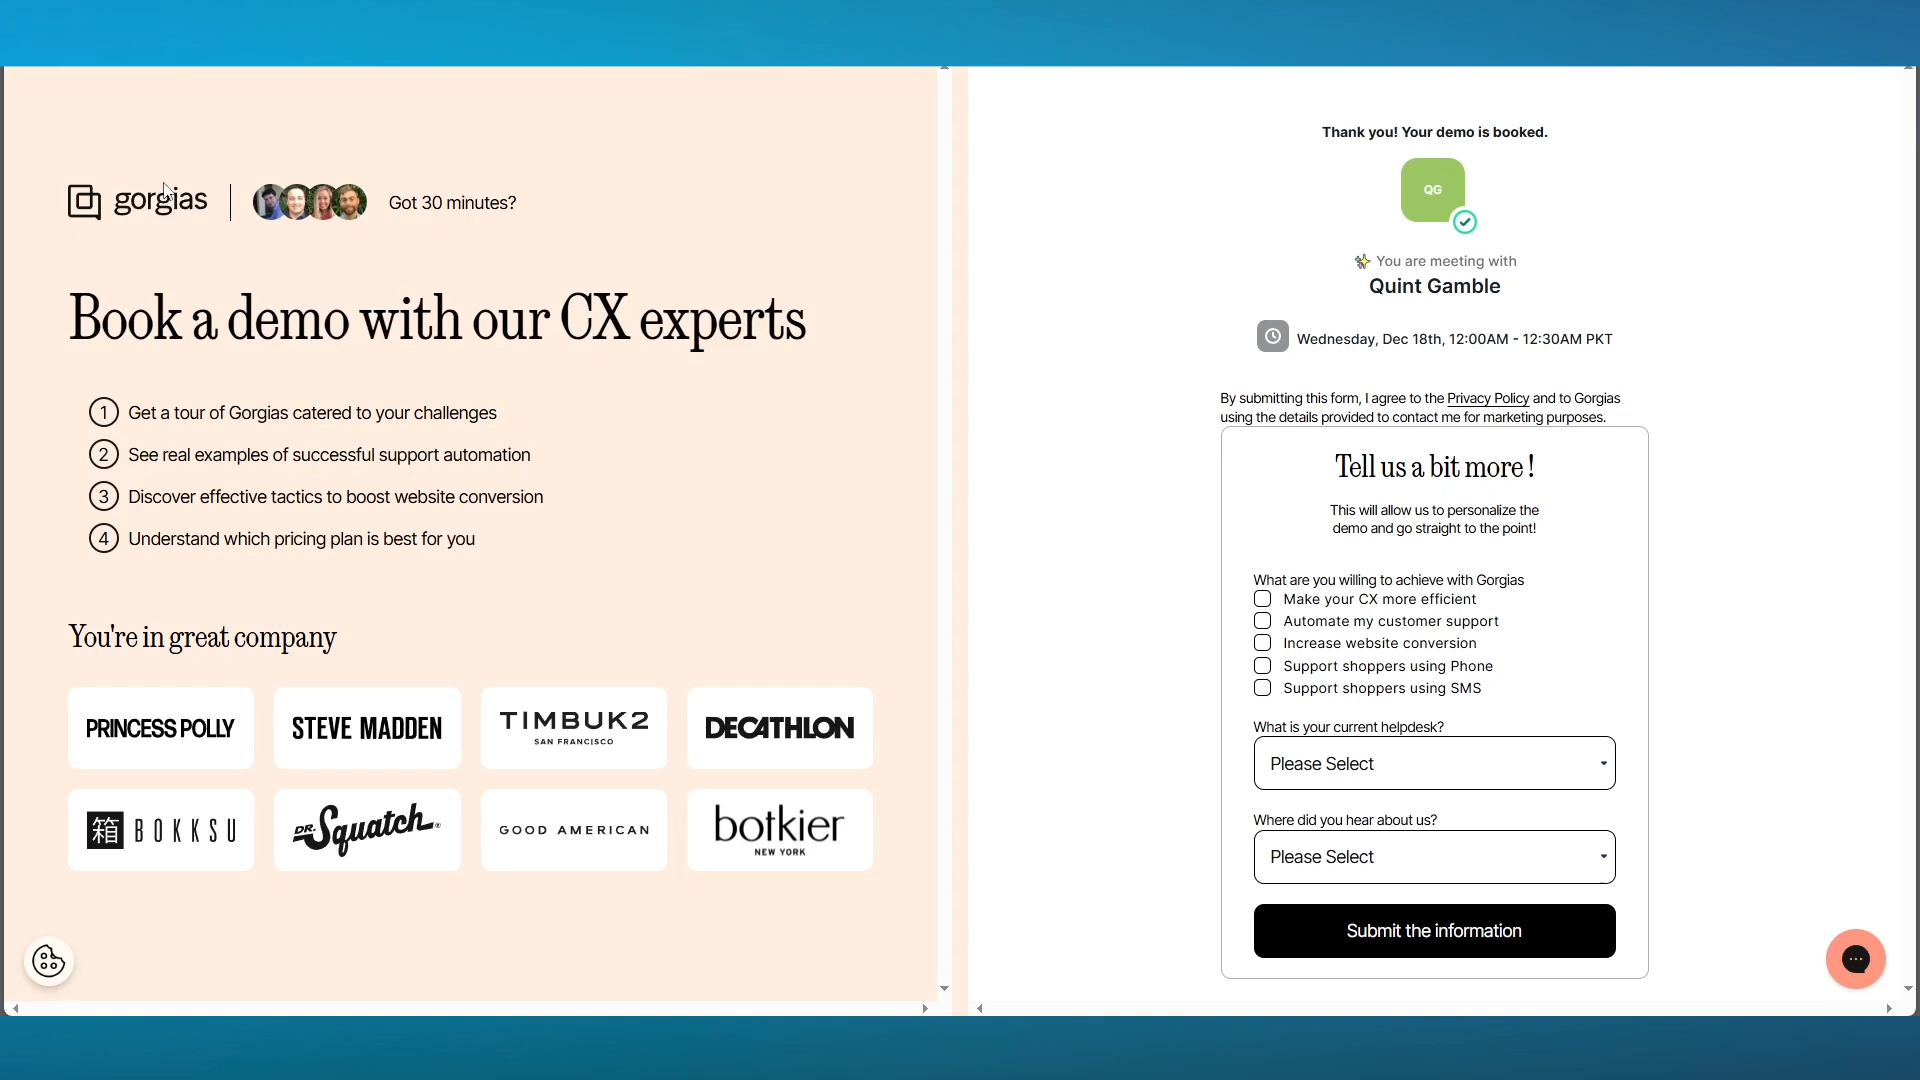 gorgias
Got 30 minutes?
Book a demo with our CX experts
1 Get a tour of Gorgias catered to your challenges
2 See real examples of successful support automation
3 Discover effective tactics to boost website conversion
4 Understand which pricing plan is best for you
You're in great company
PRINCESS POLLY
STEVE MADDEN
TIMBUK2
SAN FRANCISCO
DECATHLON
箱 BOKKSU
DR. Squatch®
GOOD AMERICAN
botkier
NEW YORK
Thank you! Your demo is booked.
QG
You are meeting with
Quint Gamble
Wednesday, Dec 18th, 12:00AM - 12:30AM PKT
By submitting this form, I agree to the Privacy Policy and to Gorgias
using the details provided to contact me for marketing purposes.
Tell us a bit more !
This will allow us to personalize the
demo and go straight to the point!
What are you willing to achieve with Gorgias
Make your CX more efficient
Automate my customer support
Increase website conversion
Support shoppers using Phone
Support shoppers using SMS
What is your current helpdesk?
Please Select
Where did you hear about us?
Please Select
Submit the information